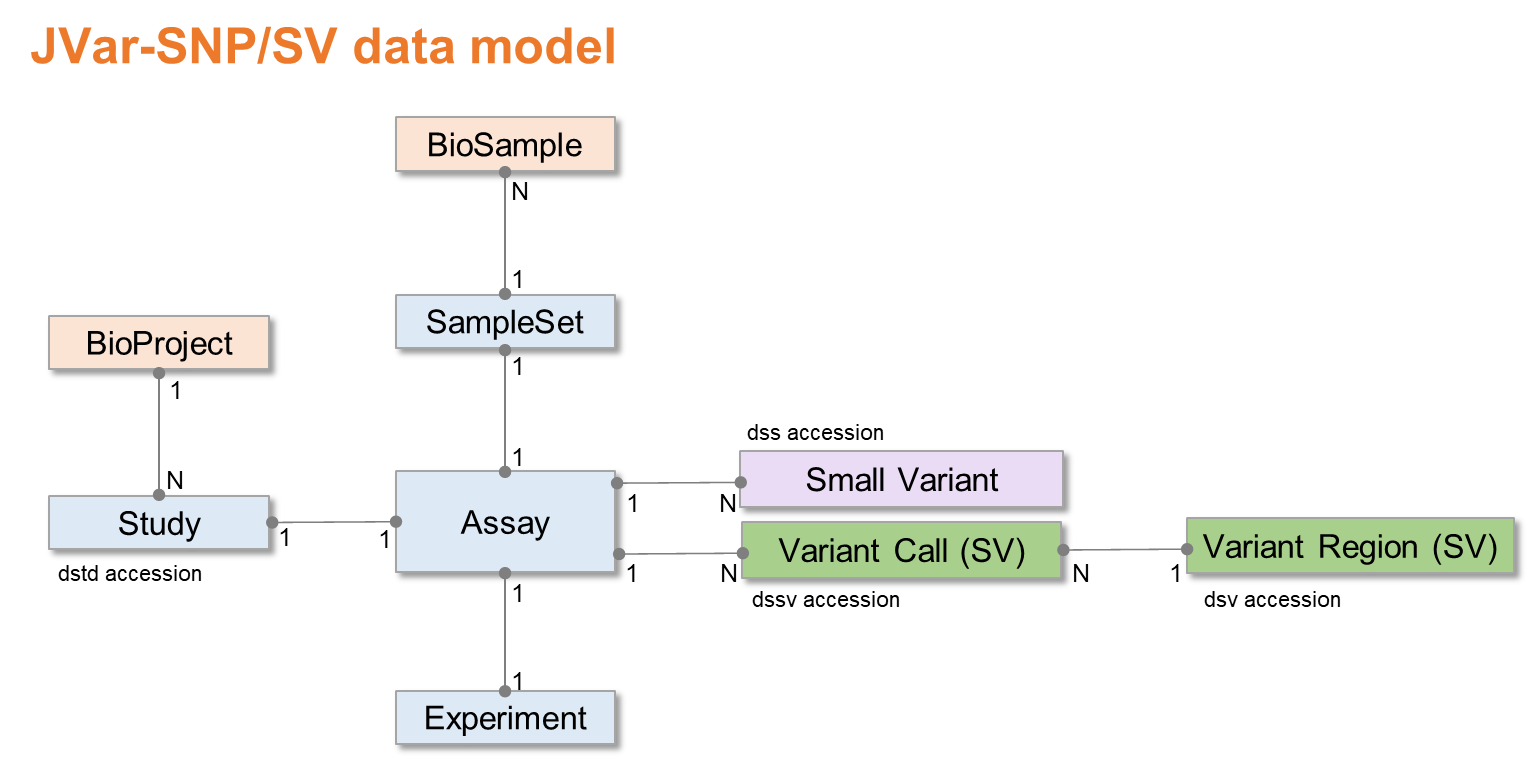 JVar-SNP/SV data model
BioSample
N
1
SampleSet
1
BioProject
1
N
Study
dstd accession
1
1
1
Assay
1
N
1
N
1
dss accession
Small Variant
Variant Call (SV)
dssv accession
N
1
Variant Region (SV)
dsv accession
1
Experiment